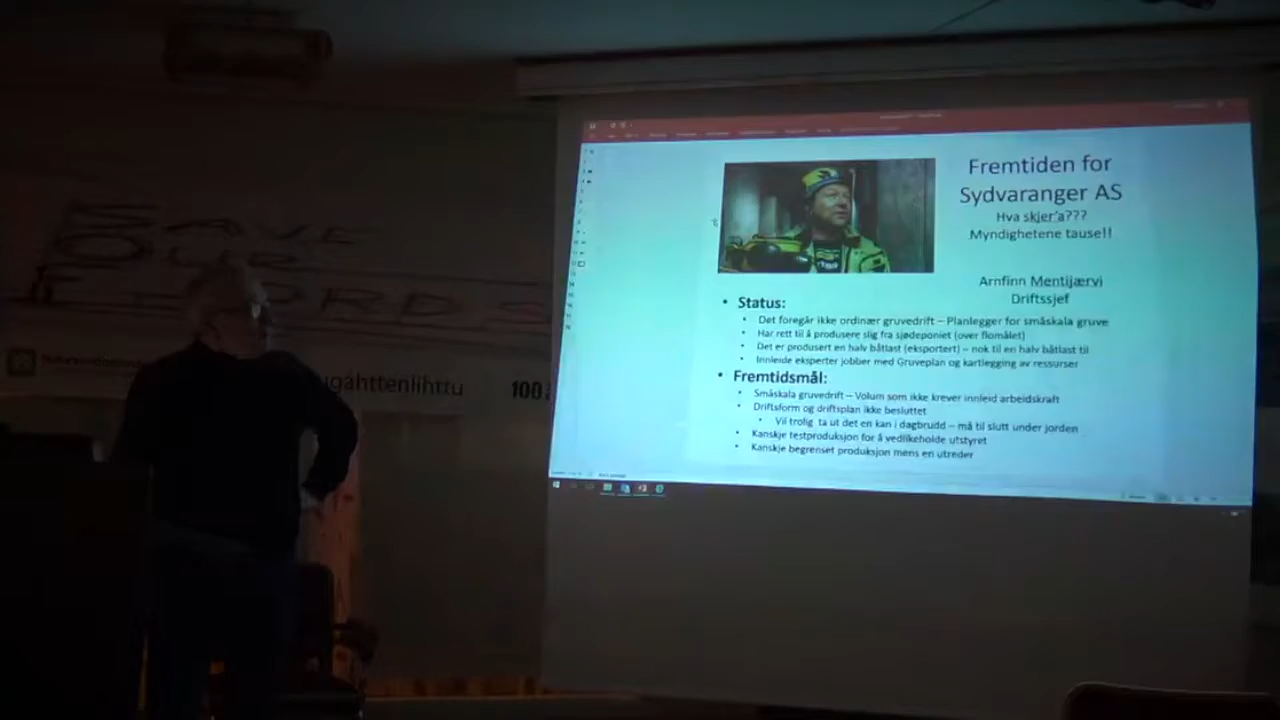 Fremtiden for
Sydvaranger AS
Hva skjer'a???
Myndighetene tause!!
Arnfinn Mentijærvi
Driftssjef
• Status:
• Det foregår ikke ordinær gruvedrift – Planlegger for småskala gruve
• Har rett til å produsere slig fra sjødeponiet (over flomålet)
• Det er produsert en halv båtlast (eksportert) – nok til en halv båtlast til
• Innleide eksperter jobber med Gruveplan og kartlegging av ressurser
• Fremtidsmål:
• Småskala gruvedrift – Volum som ikke krever innleid arbeidskraft
• Driftsform og driftsplan ikke besluttet
• Vil trolig ta ut det en kan i dagbrudd – må til slutt under jorden
• Kanskje testproduksjon for å vedlikeholde utstyret
• Kanskje begrenset produksjon mens en utreder
SAVE
OUR
FJORDS
100